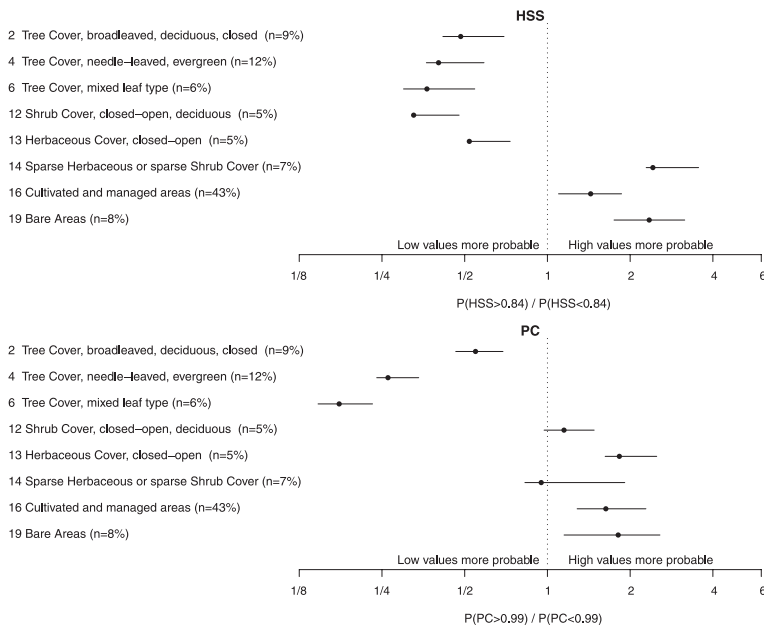 HSS
2 Tree Cover, broadleaved, deciduous, closed (n=9%)
4 Tree Cover, needle–leaved, evergreen (n=12%)
6 Tree Cover, mixed leaf type (n=6%)
12 Shrub Cover, closed–open, deciduous (n=5%)
13 Herbaceous Cover, closed–open (n=5%)
14 Sparse Herbaceous or sparse Shrub Cover (n=7%)
16 Cultivated and managed areas (n=43%)
19 Bare Areas (n=8%)
Low values more probable High values more probable
1/8 1/4 1/2 1 2 4 6
P(HSS>0.84) / P(HSS<0.84)
PC
2 Tree Cover, broadleaved, deciduous, closed (n=9%)
4 Tree Cover, needle–leaved, evergreen (n=12%)
6 Tree Cover, mixed leaf type (n=6%)
12 Shrub Cover, closed–open, deciduous (n=5%)
13 Herbaceous Cover, closed–open (n=5%)
14 Sparse Herbaceous or sparse Shrub Cover (n=7%)
16 Cultivated and managed areas (n=43%)
19 Bare Areas (n=8%)
Low values more probable High values more probable
1/8 1/4 1/2 1 2 4 6
P(PC>0.99) / P(PC<0.99)